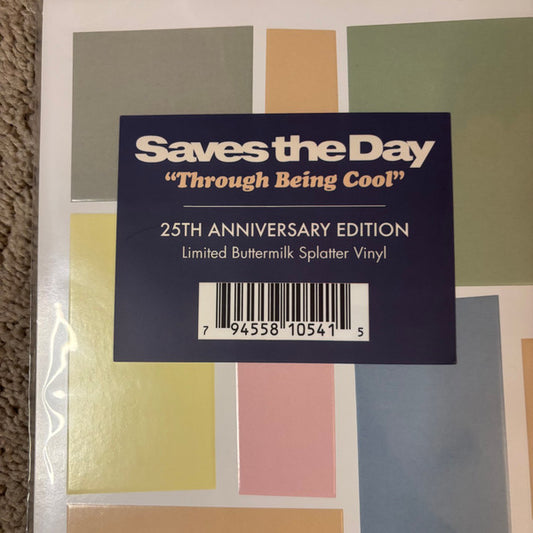 Saves the Day
“Through Being Cool”
25TH ANNIVERSARY EDITION
Limited Buttermilk Splatter Vinyl
7 94558 10541 5